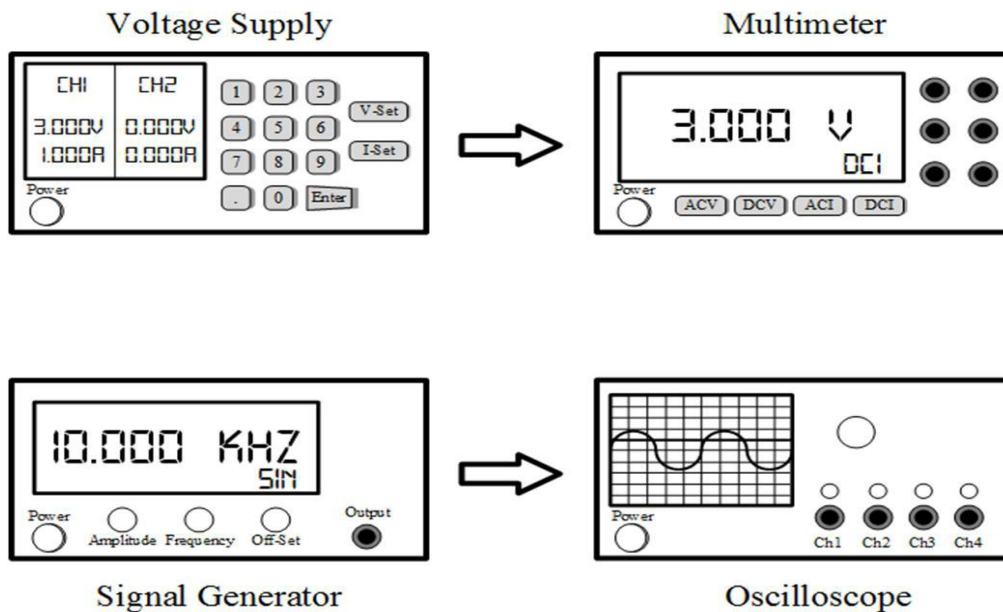 Voltage Supply
CH1 CH2
3.000V 0.000V
1.000A 0.000A
1 2 3
V-Set
4 5 6
I-Set
7 8 9
. 0 Enter
Power
Multimeter
3.000 V
DCI
Power
ACV DCV ACI DCI
10.000 KHZ
SIN
Power
Amplitude Frequency Off-Set
Output
Signal Generator
Power
Ch1 Ch2 Ch3 Ch4
Oscilloscope